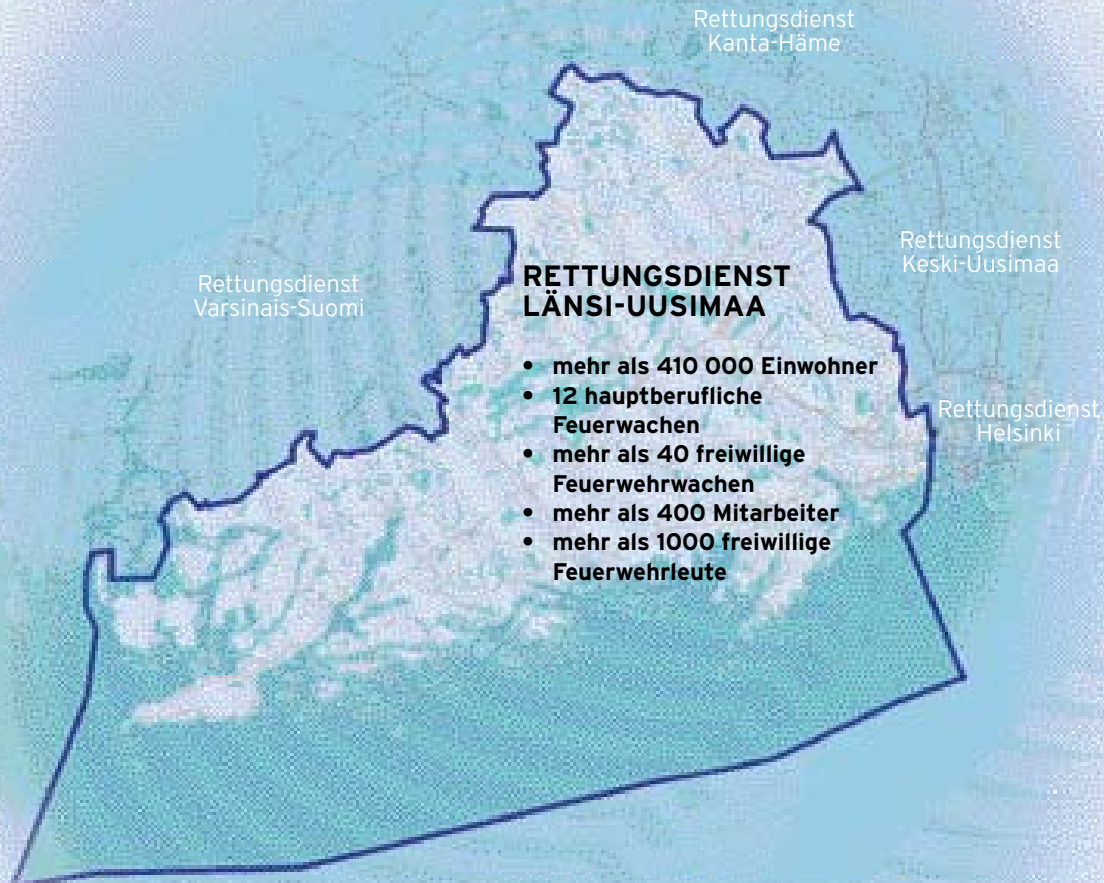 Rettungsdienst
Kanta-Häme
Rettungsdienst
Keski-Uusimaa
Rettungsdienst
Varsinais-Suomi
RETTUNGSDIENST
LÄNSI-UUSIMAA
• mehr als 410 000 Einwohner
• 12 hauptberufliche
Feuerwachen
• mehr als 40 freiwillige
Feuerwehrwachen
• mehr als 400 Mitarbeiter
• mehr als 1000 freiwillige
Feuerwehrleute
Rettungsdienst
Helsinki